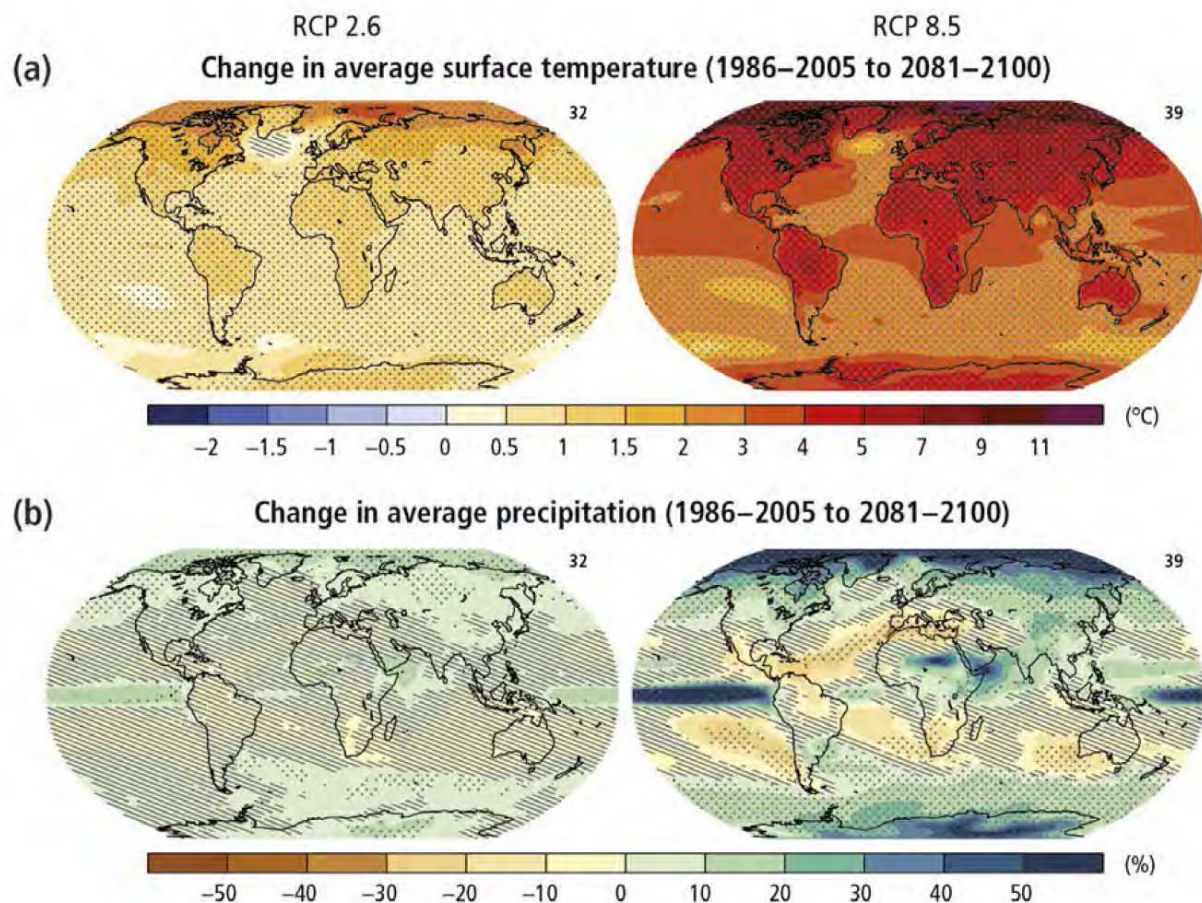 RCP 2.6 RCP 8.5
(a) Change in average surface temperature (1986–2005 to 2081–2100)
32 39
−2 −1.5 −1 −0.5 0 0.5 1 1.5 2 3 4 5 7 9 11 (°C)
(b) Change in average precipitation (1986–2005 to 2081–2100)
32 39
−50 −40 −30 −20 −10 0 10 20 30 40 50 (%)